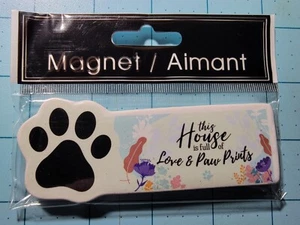 Magnet / Aimant
this
House
is full of
Love & Paw Prints